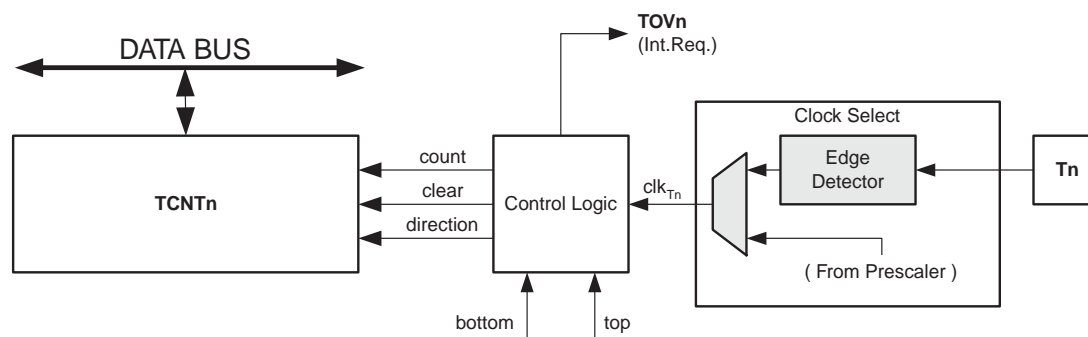 TOVn
(Int.Req.)
DATA BUS
Clock Select
count
Edge
Detector
Tn
TCNTn
clear
Control Logic
clkTn
direction
( From Prescaler )
bottom
top